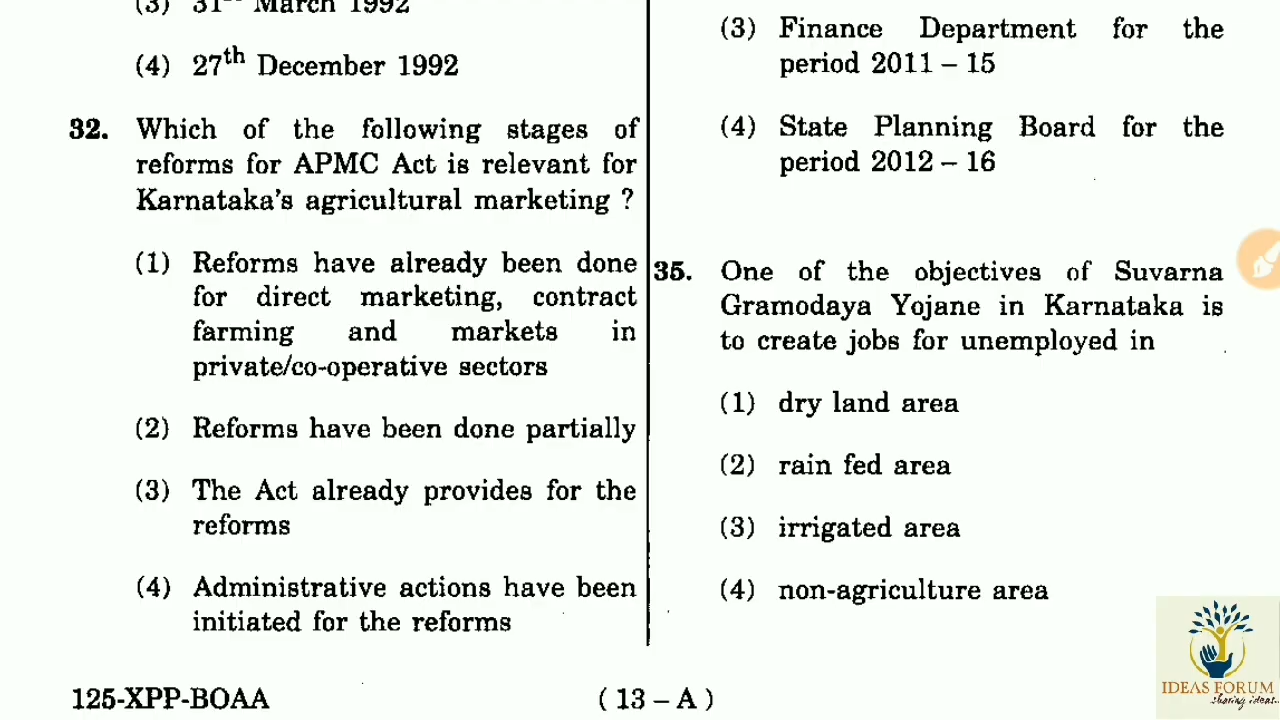 (3) 31st March 1992
(4) 27th December 1992
32. Which of the following stages of
reforms for APMC Act is relevant for
Karnataka's agricultural marketing ?
(1) Reforms have already been done
for direct marketing, contract
farming and markets in
private/co-operative sectors
(2) Reforms have been done partially
(3) The Act already provides for the
reforms
(4) Administrative actions have been
initiated for the reforms
(3) Finance Department for the
period 2011 – 15
(4) State Planning Board for the
period 2012 – 16
35. One of the objectives of Suvarna
Gramodaya Yojane in Karnataka is
to create jobs for unemployed in
(1) dry land area
(2) rain fed area
(3) irrigated area
(4) non-agriculture area
125-XPP-BOAA
( 13 – A )
IDEAS FORUM
sharing ideas..